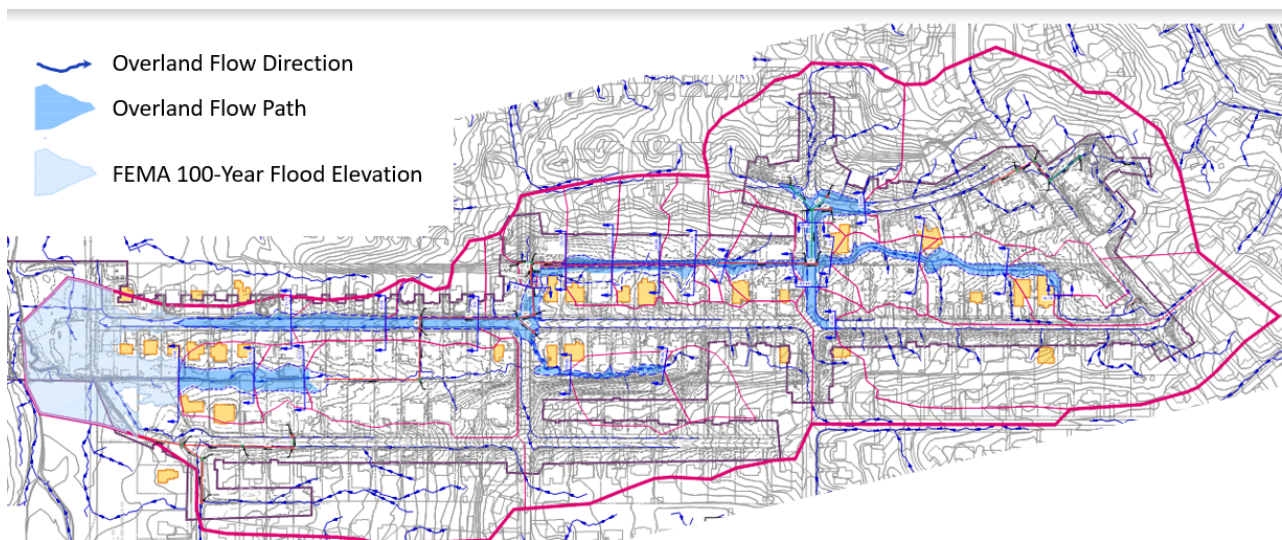 Overland Flow Direction
Overland Flow Path
FEMA 100-Year Flood Elevation